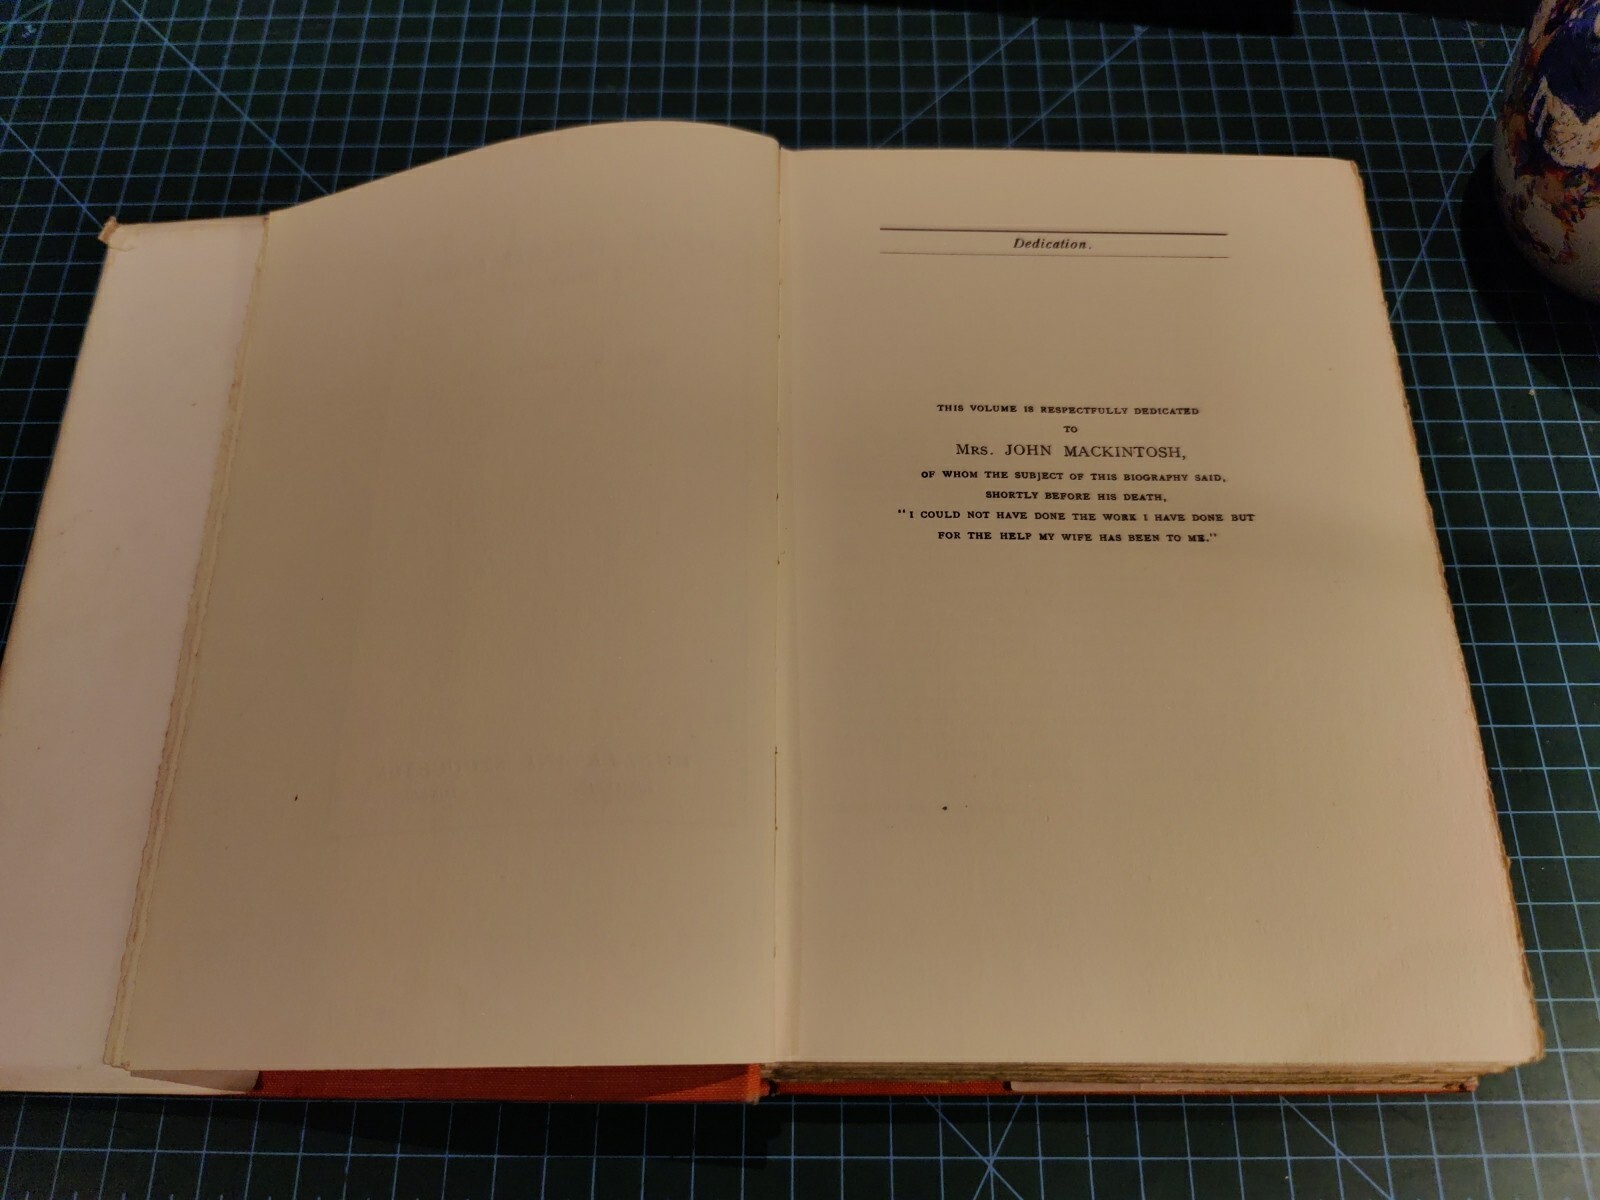 Dedication.
THIS VOLUME IS RESPECTFULLY DEDICATED
TO
MRS. JOHN MACKINTOSH,
OF WHOM THE SUBJECT OF THIS BIOGRAPHY SAID,
SHORTLY BEFORE HIS DEATH,
"I COULD NOT HAVE DONE THE WORK I HAVE DONE BUT
FOR THE HELP MY WIFE HAS BEEN TO ME."